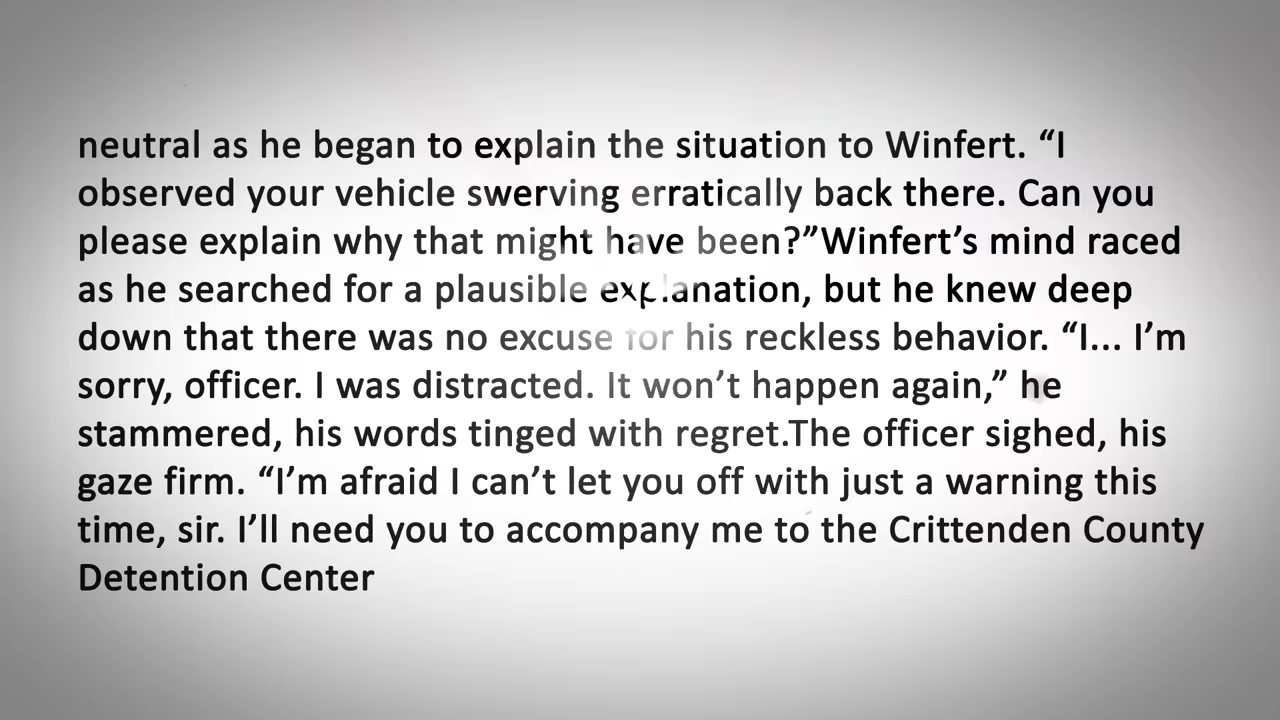 neutral as he began to explain the situation to Winfert. “I
observed your vehicle swerving erratically back there. Can you
please explain why that might have been?”Winfert’s mind raced
as he searched for a plausible explanation, but he knew deep
down that there was no excuse for his reckless behavior. “I... I’m
sorry, officer. I was distracted. It won’t happen again,” he
stammered, his words tinged with regret.The officer sighed, his
gaze firm. “I’m afraid I can’t let you off with just a warning this
time, sir. I’ll need you to accompany me to the Crittenden County
Detention Center